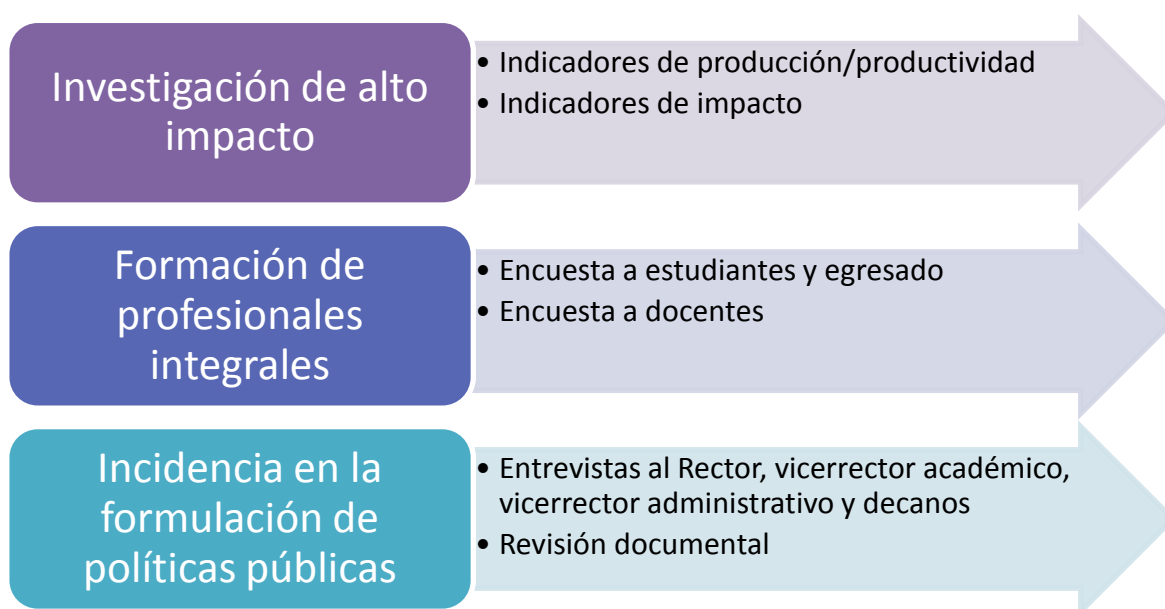 Investigación de alto
impacto
• Indicadores de producción/productividad
• Indicadores de impacto
Formación de
profesionales
integrales
• Encuesta a estudiantes y egresado
• Encuesta a docentes
Incidencia en la
formulación de
políticas públicas
• Entrevistas al Rector, vicerrector académico,
vicerrector administrativo y decanos
• Revisión documental